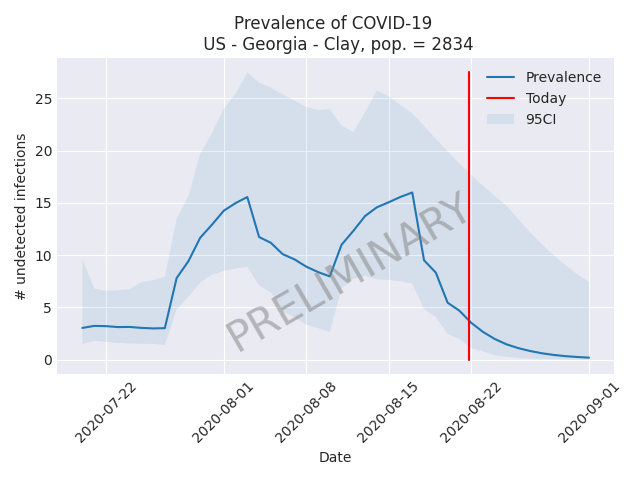 Prevalence of COVID-19
US - Georgia - Clay, pop. = 2834
Prevalence
Today
95CI
# undetected infections
25
20
15
10
5
0
PRELIMINARY
2020-07-22
2020-08-01
2020-08-08
2020-08-15
2020-08-22
2020-09-01
Date